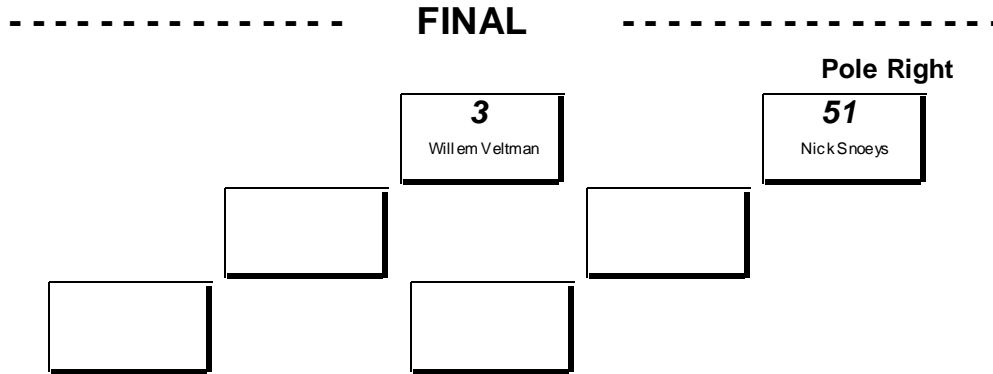 - - - - - - - - - - - - - - - FINAL - - - - - - - - - - - - - - - - -
Pole Right
3 51
Willem Veltman Nick Snoeys